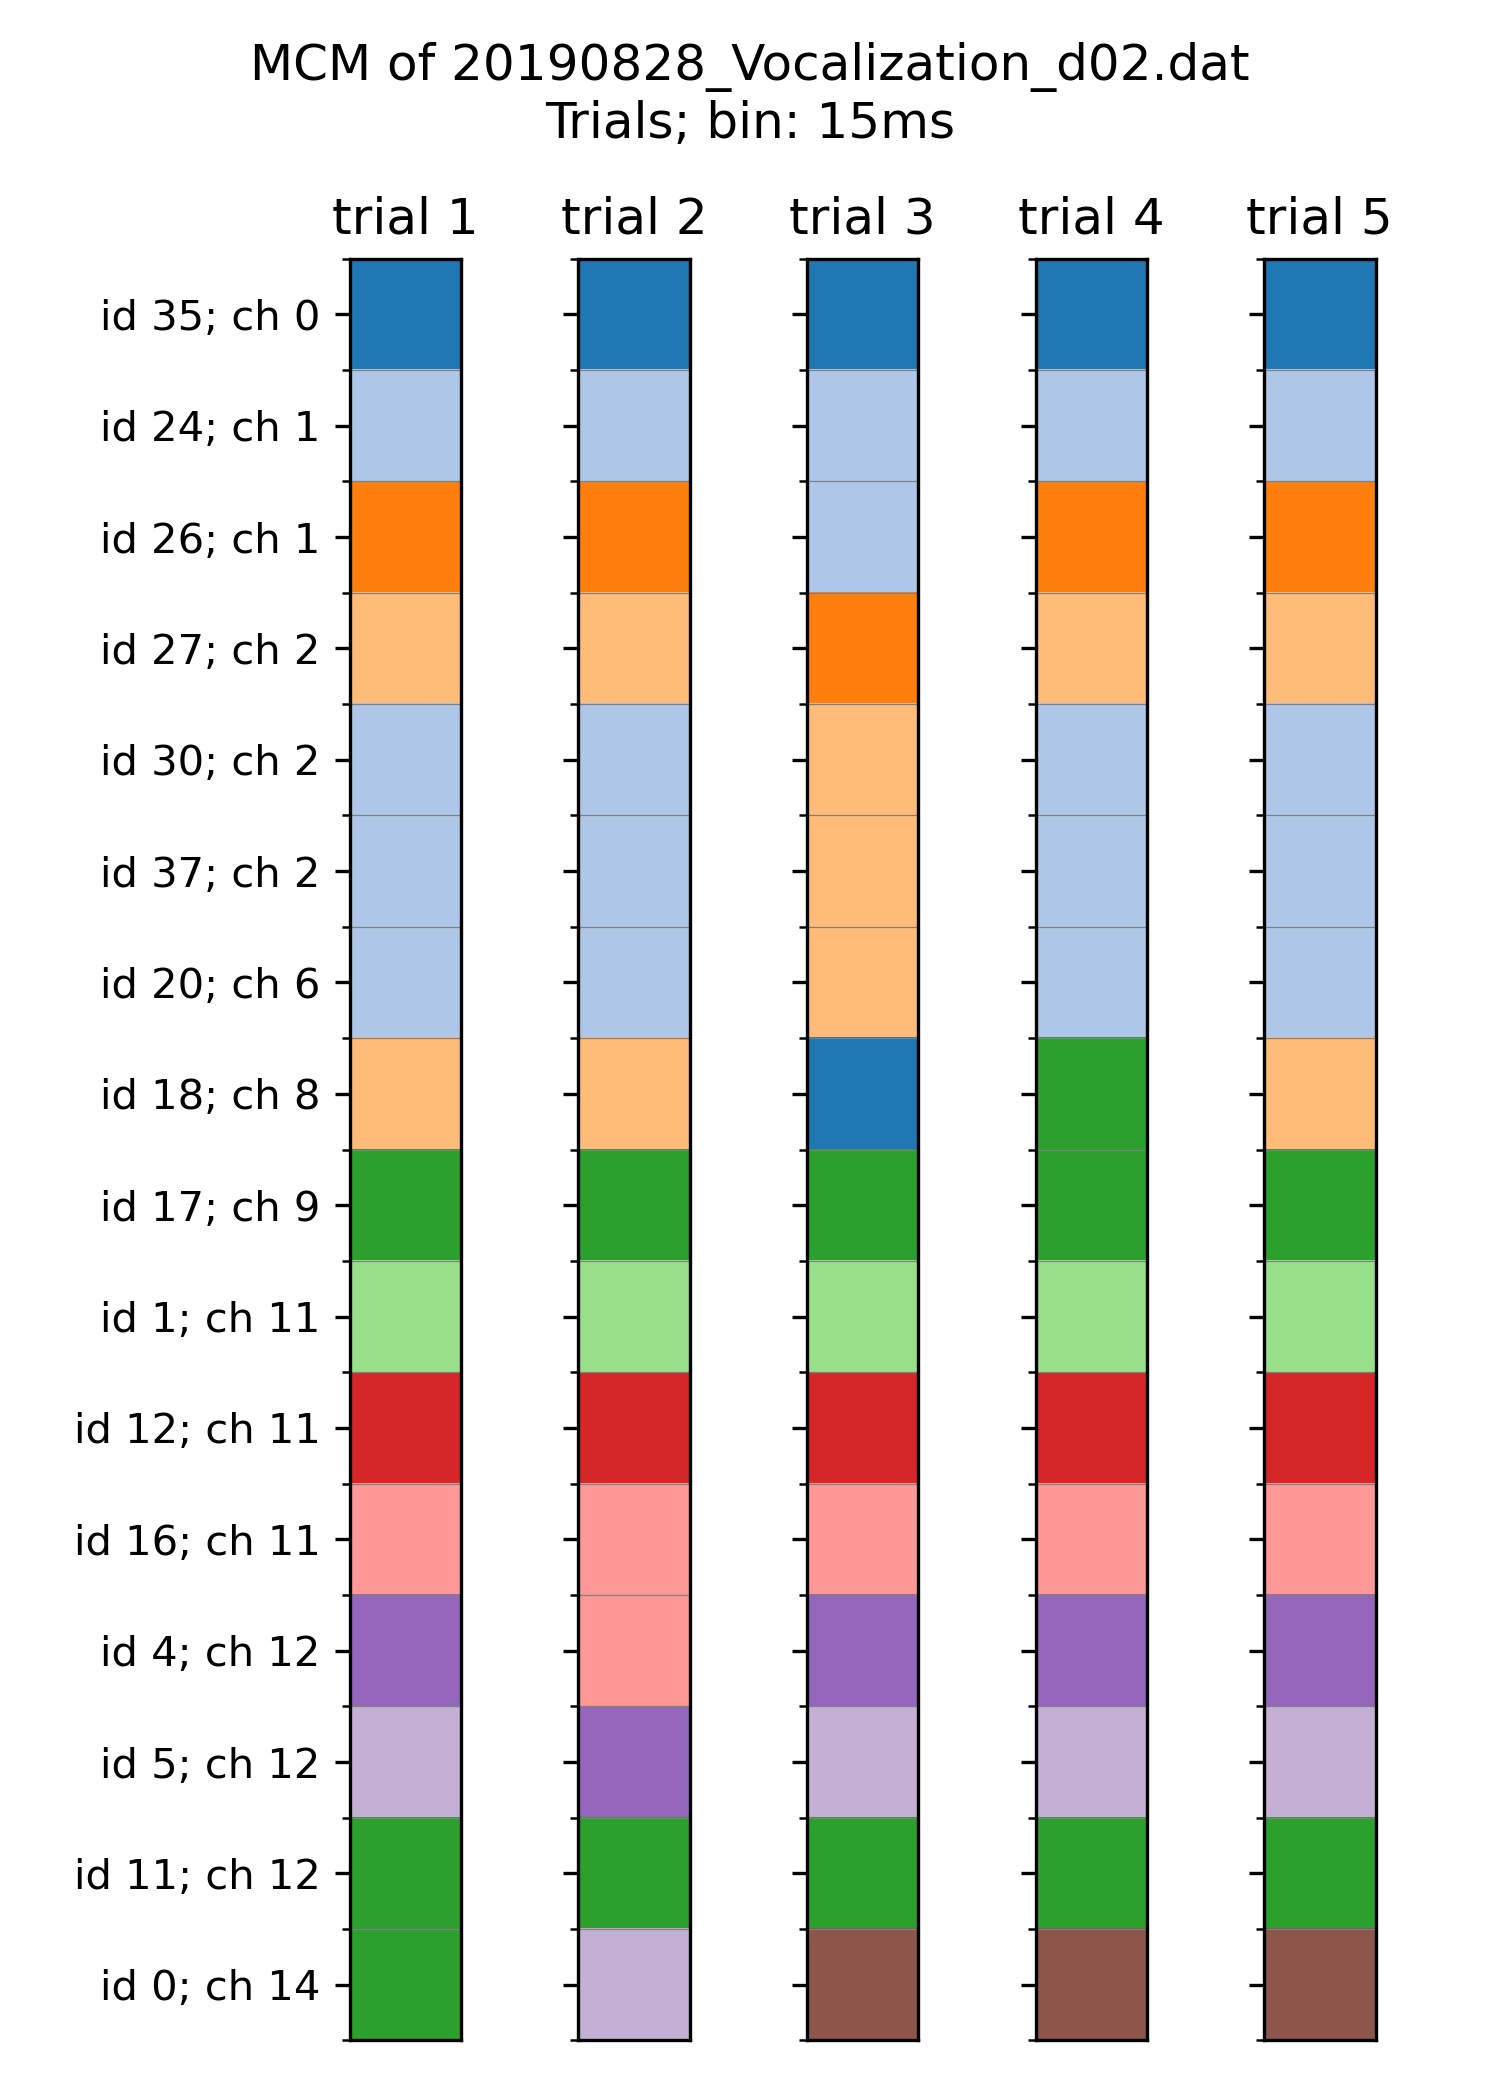 MCM of 20190828_Vocalization_d02.dat
Trials; bin: 15ms
trial 1 trial 2 trial 3 trial 4 trial 5
id 35; ch 0
id 24; ch 1
id 26; ch 1
id 27; ch 2
id 30; ch 2
id 37; ch 2
id 20; ch 6
id 18; ch 8
id 17; ch 9
id 1; ch 11
id 12; ch 11
id 16; ch 11
id 4; ch 12
id 5; ch 12
id 11; ch 12
id 0; ch 14